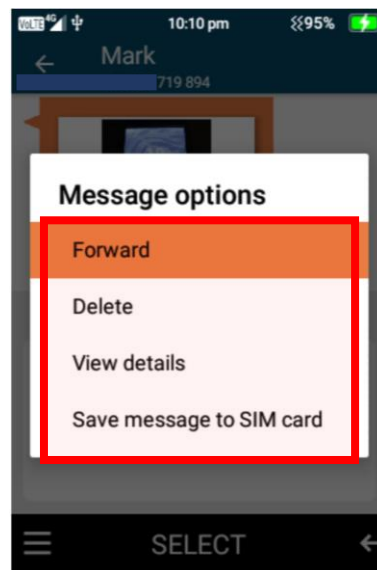 VoLTE 4G 10:10 pm 95%
Mark
719 894
Message options
Forward
Delete
View details
Save message to SIM card
SELECT